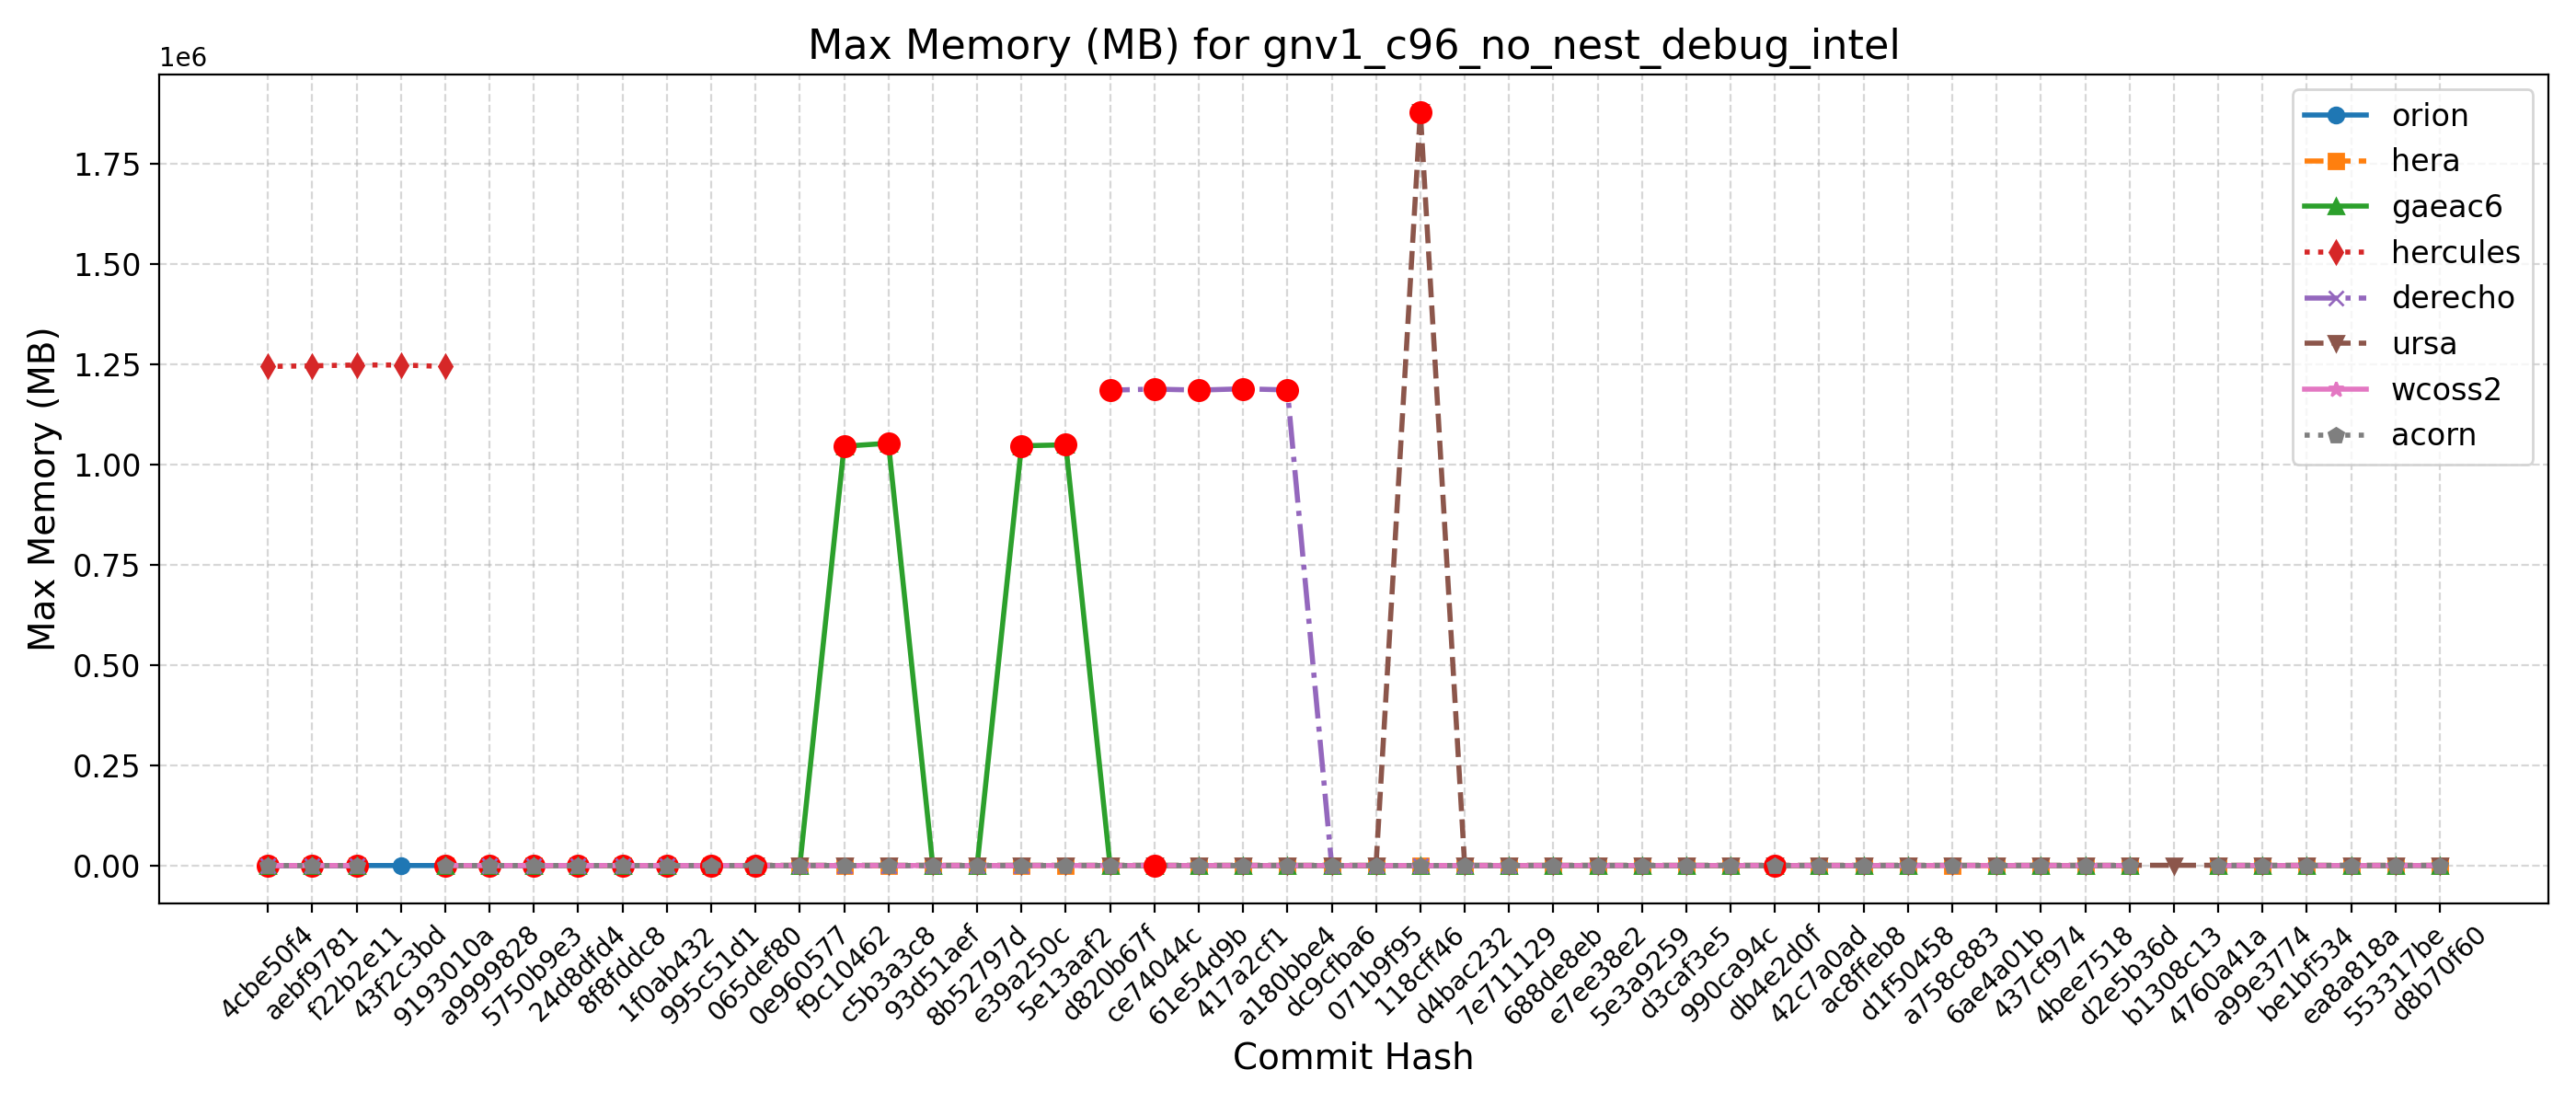 Max Memory (MB) for gnv1_c96_no_nest_debug_intel
1e6
1.75
1.50
1.25
1.00
0.75
0.50
0.25
0.00
Max Memory (MB)
orion
hera
gaeac6
hercules
derecho
ursa
wcoss2
acorn
4cbe50f4
aebf9781
f22b2e11
43f2c3bd
9193010a
a9999828
5750b9e3
24d8dfd4
8f8fddc8
1f0ab432
995c51d1
065def80
0e960577
f9c10462
c5b3a3c8
93d51aef
8b52797d
e39a250c
5e13aaf2
d820b67f
ce74044c
61e54d9b
417a2cf1
a180bbe4
dc9cfba6
071b9f95
118cff46
d4bac232
7e711129
688de8eb
e7ee38e2
5e3a9259
d3caf3e5
990ca94c
db4e2d0f
42c7a0ad
ac8ffeb8
d1f50458
a758c883
6ae4a01b
437cf974
4bee7518
d2e5b36d
b1308c13
4760a41a
a99e3774
be1bf534
ea8a818a
553317be
d8b70f60
Commit Hash